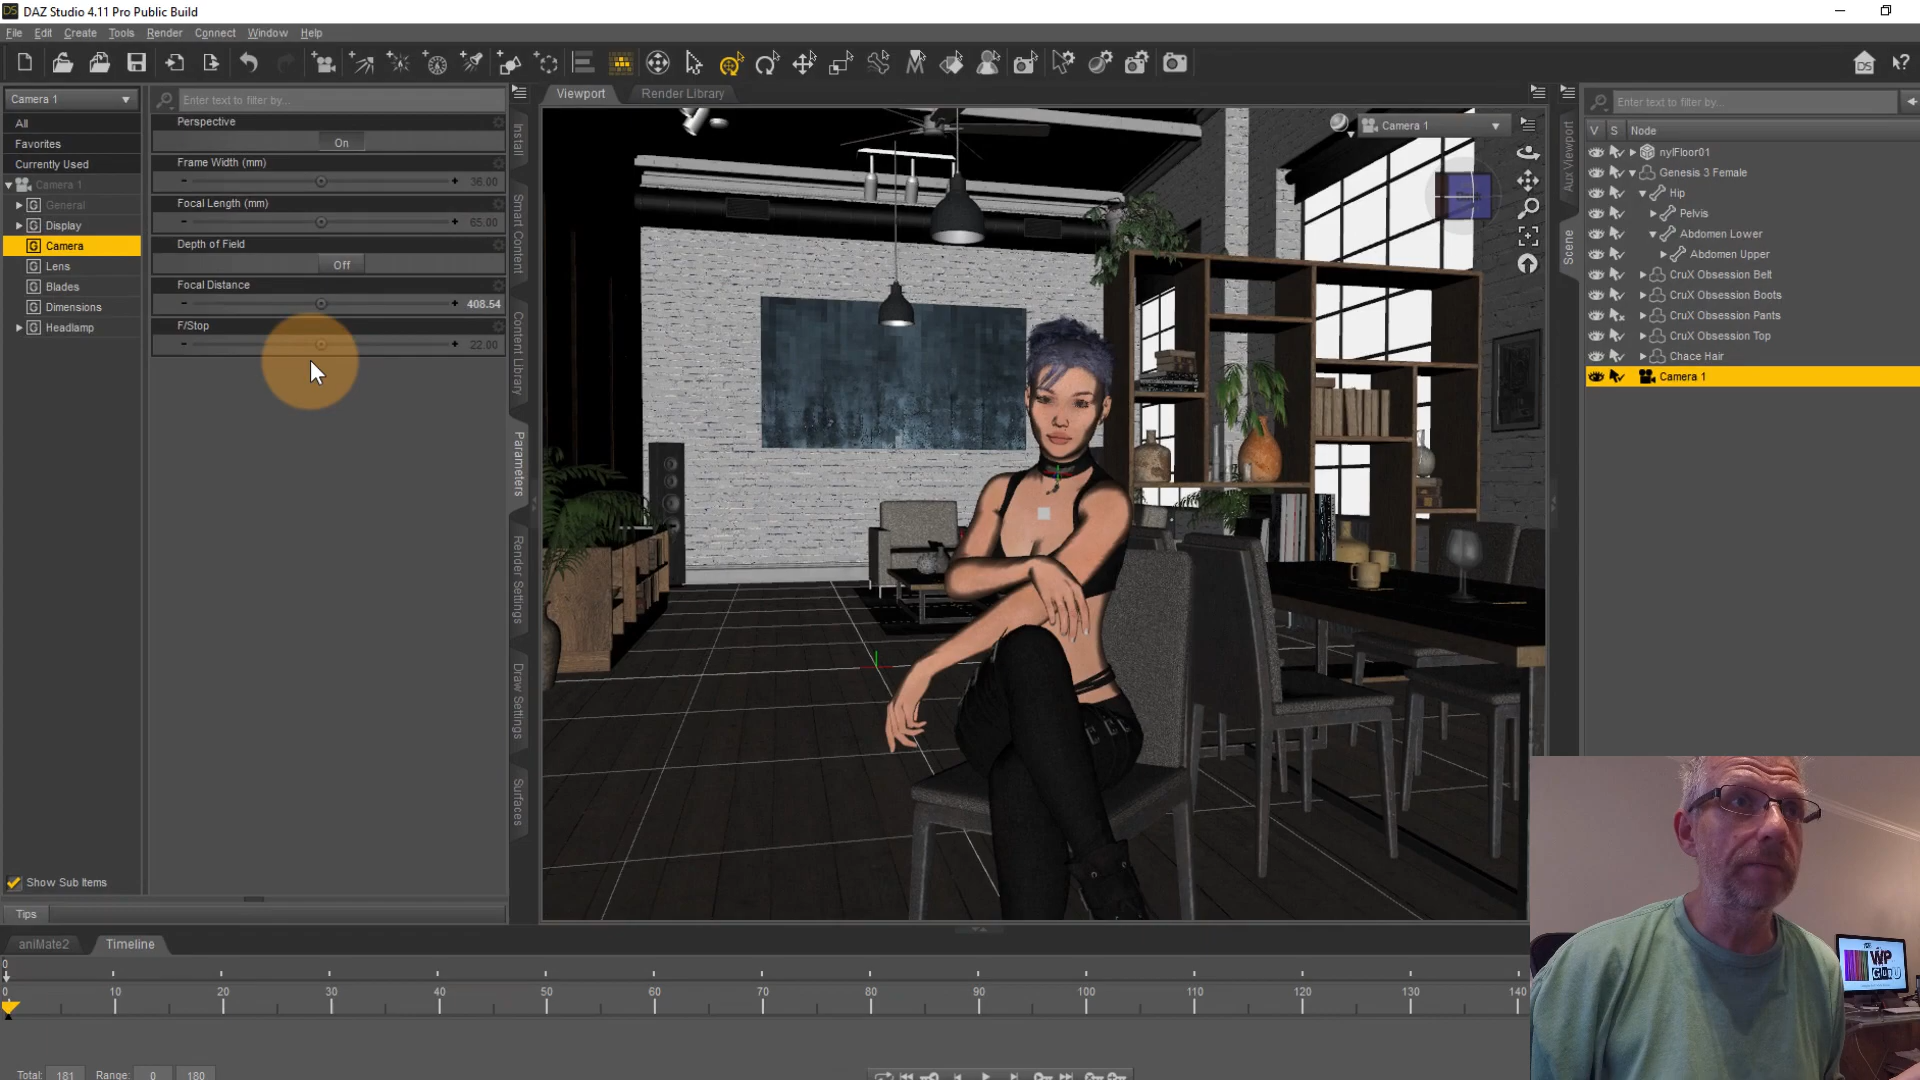 DAZ Studio 4.11 Pro Public Build
File Edit Create Tools Render Connect Window Help
Camera 1
Enter text to filter by...
All
Favorites
Currently Used
Camera 1
General
Display
Camera
Lens
Blades
Dimensions
Headlamp
Perspective
On
Frame Width (mm)
36.00
Focal Length (mm)
65.00
Depth of Field
Off
Focal Distance
408.54
F/Stop
22.00
Show Sub Items
Tips
Install
Smart Content
Content Library
Parameters
Render Settings
Draw Settings
Surfaces
Viewport
Render Library
Camera 1
Aux Viewport
Scene
Enter text to filter by...
V S Node
nylFloor01
Genesis 3 Female
Hip
Pelvis
Abdomen Lower
Abdomen Upper
CruX Obsession Belt
CruX Obsession Boots
CruX Obsession Pants
CruX Obsession Top
Chace Hair
Camera 1
aniMate2
Timeline
0
0 10 20 30 40 50 60 70 80 90 100 110 120 130 140
Total: 181 Range: 0 180
WP